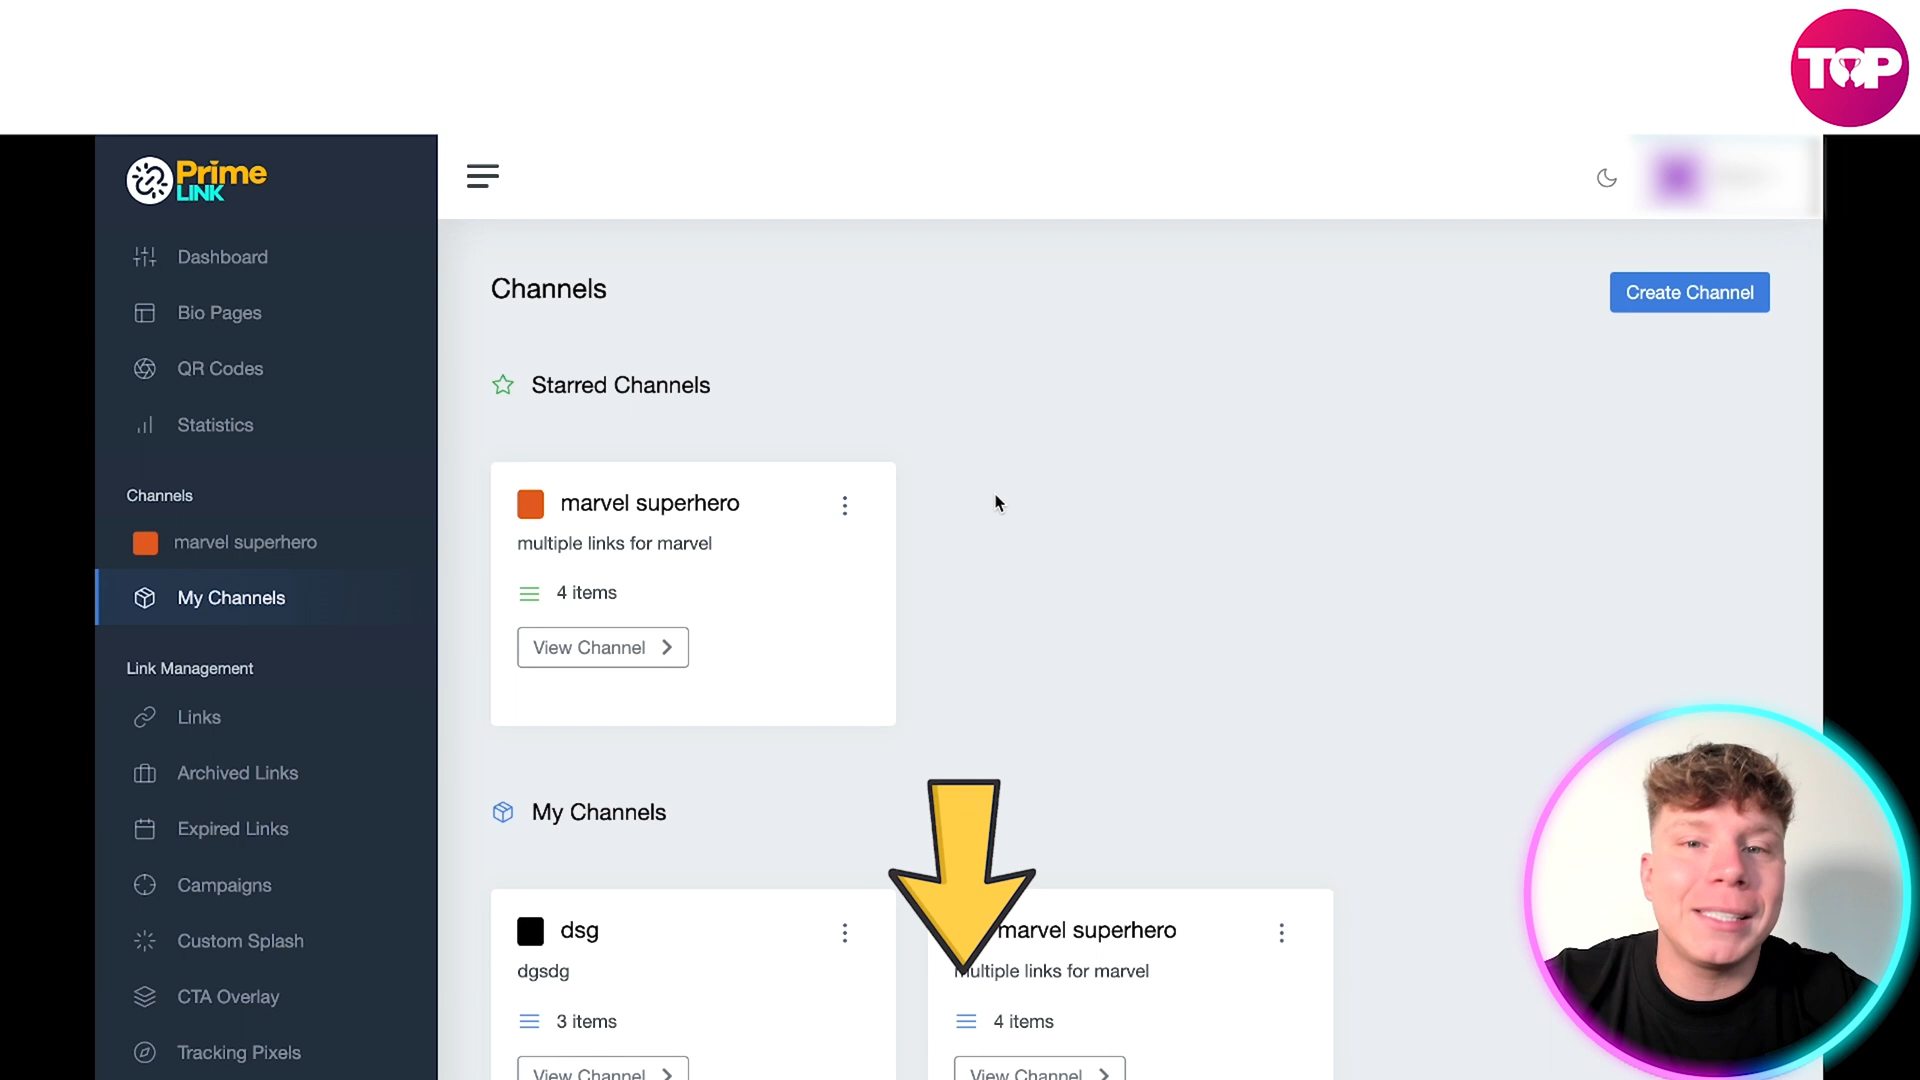 TOP
Prime
LINK
Dashboard
Bio Pages
QR Codes
Statistics
Channels
marvel superhero
My Channels
Link Management
Links
Archived Links
Expired Links
Campaigns
Custom Splash
CTA Overlay
Tracking Pixels
Channels
Create Channel
Starred Channels
marvel superhero
multiple links for marvel
4 items
View Channel
My Channels
dsg
dgsdg
3 items
View Channel
marvel superhero
multiple links for marvel
4 items
View Channel